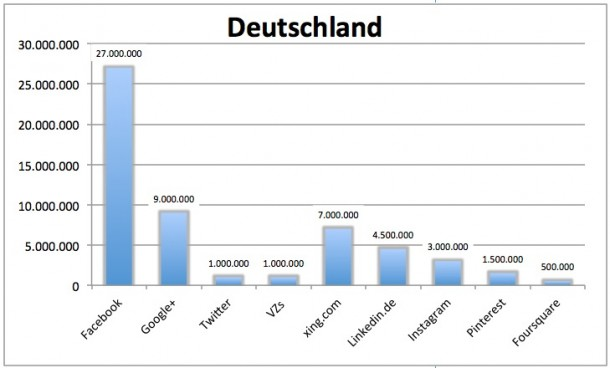 Deutschland
30.000.000
25.000.000
20.000.000
15.000.000
10.000.000
5.000.000
0
27.000.000
9.000.000
1.000.000
1.000.000
7.000.000
4.500.000
3.000.000
1.500.000
500.000
Facebook
Google+
Twitter
VZs
xing.com
Linkedin.de
Instagram
Pinterest
Foursquare